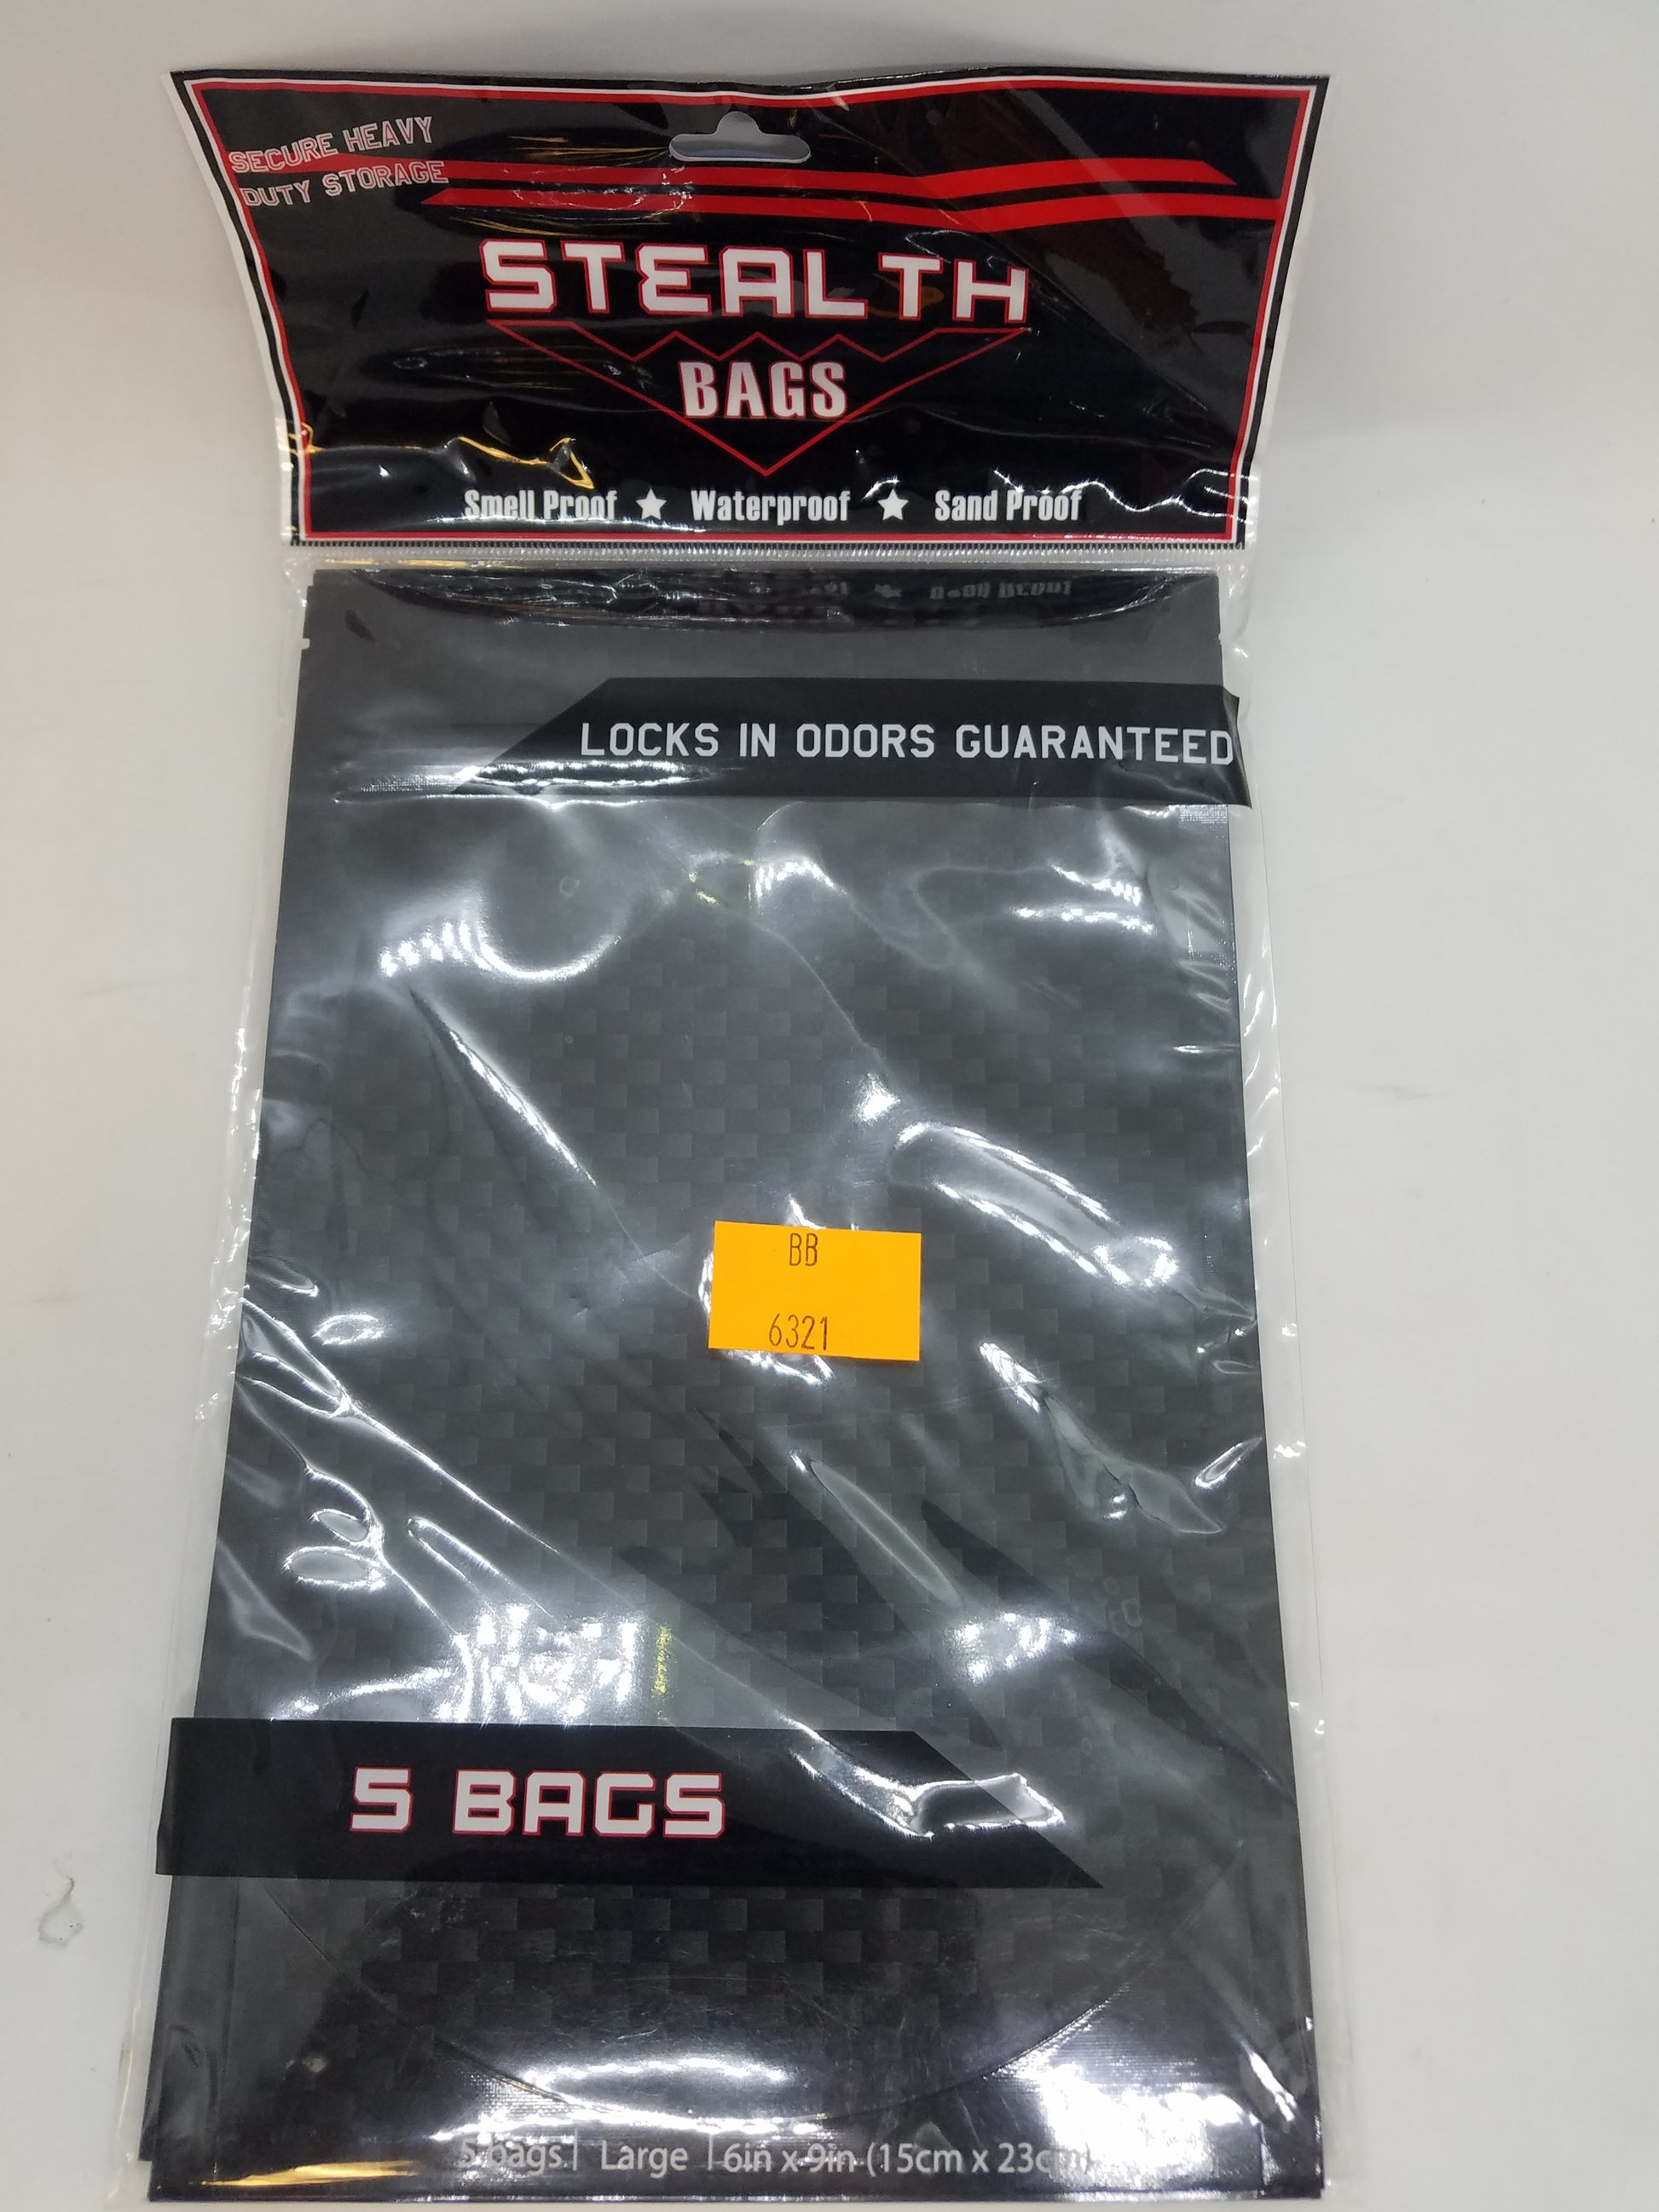 SECURE HEAVY
DUTY STORAGE
STEALTH
BAGS
Smell Proof ★ Waterproof ★ Sand Proof
LOCKS IN ODORS GUARANTEED
BB
6321
5 BAGS
5 bags | Large | 6in x 9in (15cm x 23cm)